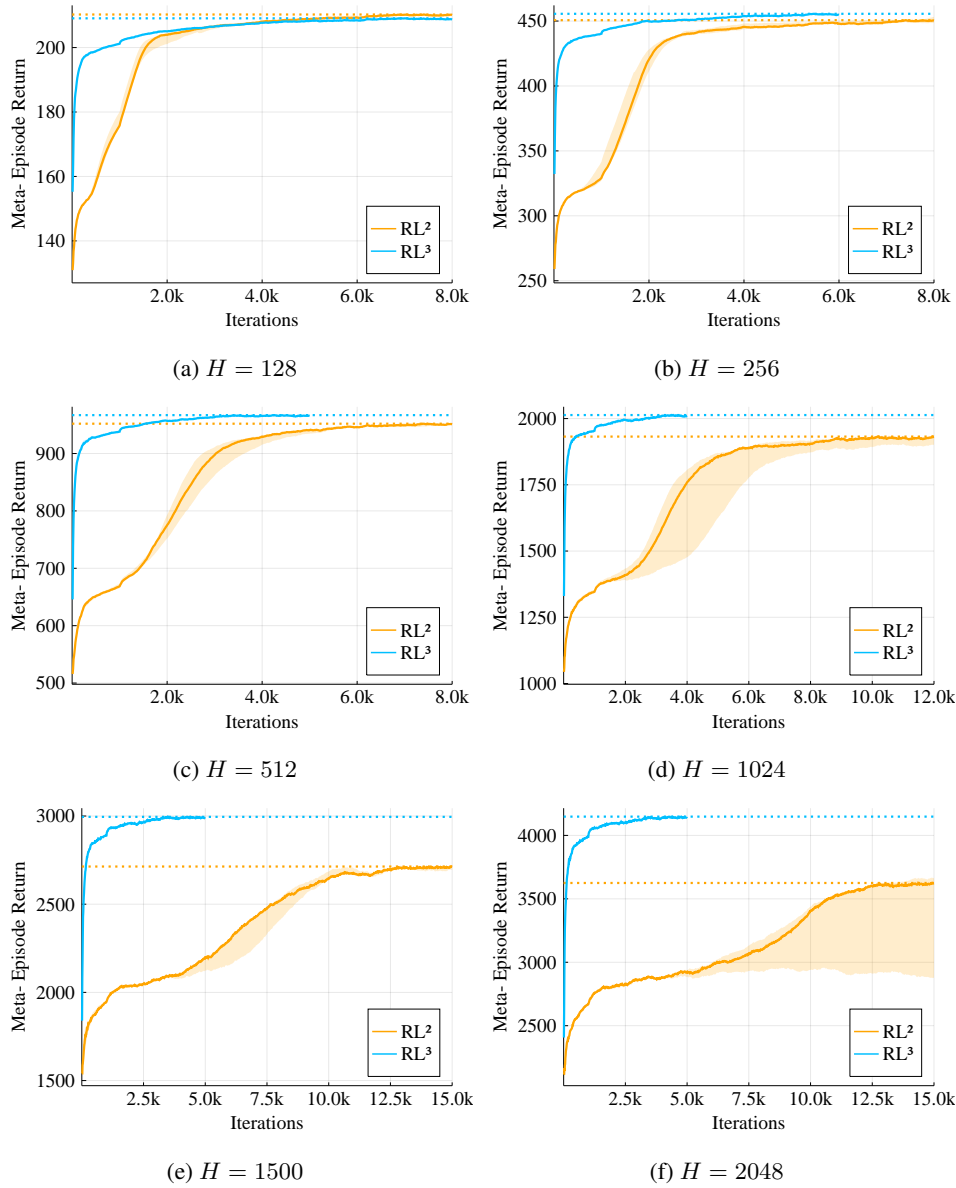 Meta- Episode Return
200
180
160
140
2.0k 4.0k 6.0k 8.0k
Iterations
RL²
RL³
(a) H = 128
Meta- Episode Return
450
400
350
300
250
2.0k 4.0k 6.0k 8.0k
Iterations
RL²
RL³
(b) H = 256
Meta- Episode Return
900
800
700
600
500
2.0k 4.0k 6.0k 8.0k
Iterations
RL²
RL³
(c) H = 512
Meta- Episode Return
2000
1750
1500
1250
1000
2.0k 4.0k 6.0k 8.0k 10.0k 12.0k
Iterations
RL²
RL³
(d) H = 1024
Meta- Episode Return
3000
2500
2000
1500
2.5k 5.0k 7.5k 10.0k 12.5k 15.0k
Iterations
RL²
RL³
(e) H = 1500
Meta- Episode Return
4000
3500
3000
2500
2.5k 5.0k 7.5k 10.0k 12.5k 15.0k
Iterations
RL²
RL³
(f) H = 2048